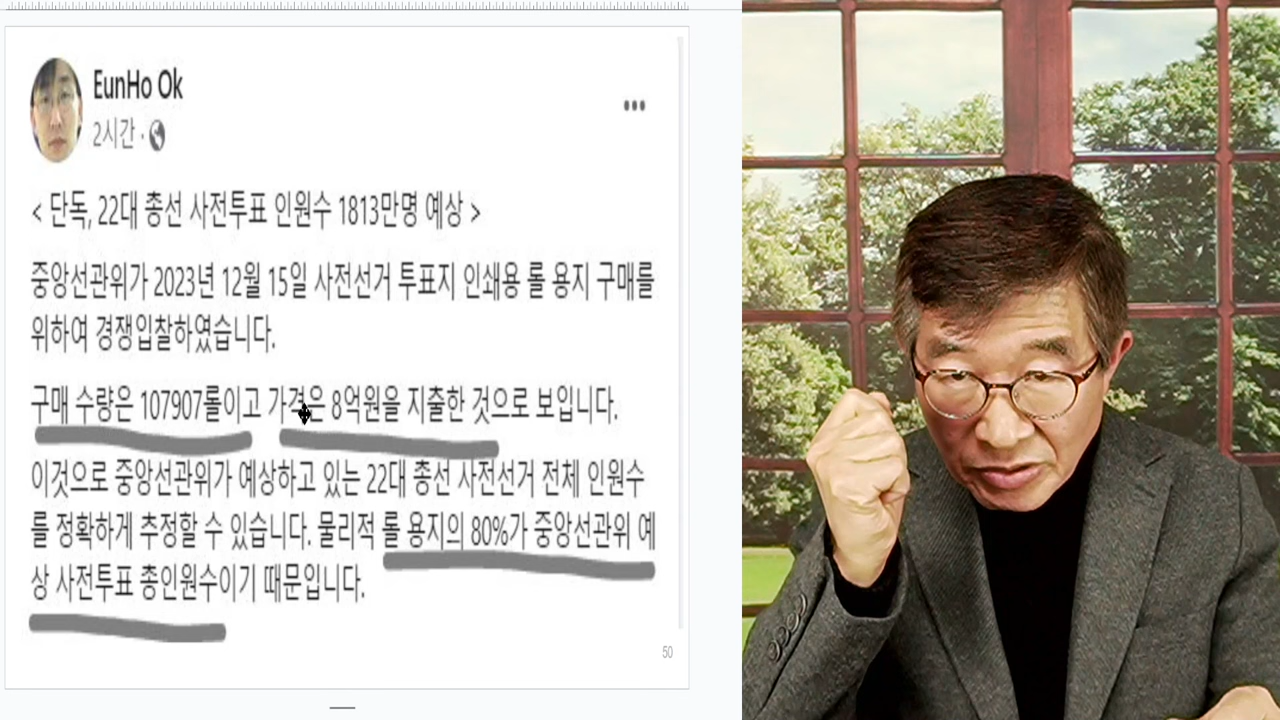 EunHo Ok
2시간 ·
< 단독, 22대 총선 사전투표 인원수 1813만명 예상 >
중앙선관위가 2023년 12월 15일 사전선거 투표지 인쇄용 롤 용지 구매를
위하여 경쟁입찰하였습니다.
구매 수량은 107907롤이고 가격은 8억원을 지출한 것으로 보입니다.
이것으로 중앙선관위가 예상하고 있는 22대 총선 사전선거 전체 인원수
를 정확하게 추정할 수 있습니다. 물리적 롤 용지의 80%가 중앙선관위 예
상 사전투표 총인원수이기 때문입니다.
50